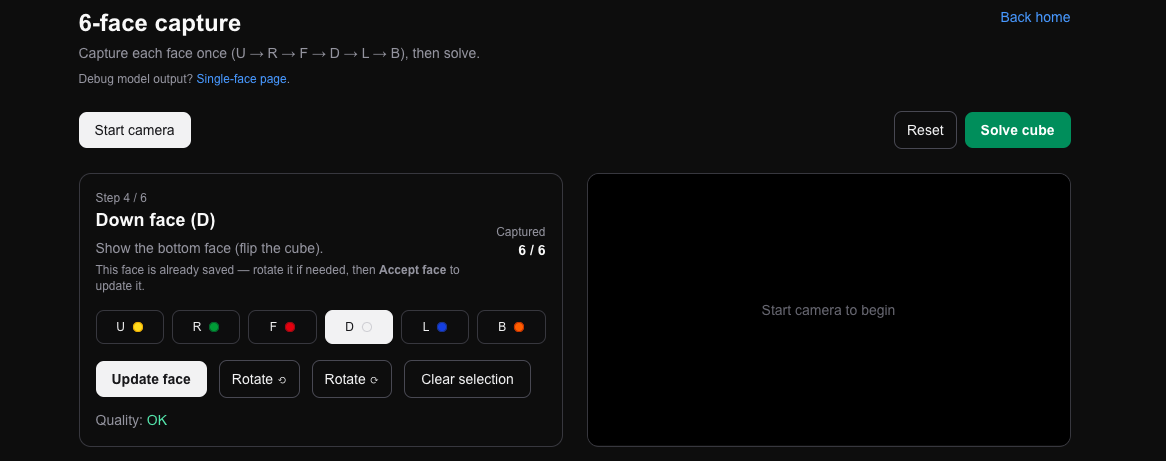 6-face capture
Back home
Capture each face once (U → R → F → D → L → B), then solve.
Debug model output? Single-face page.
Start camera
Reset
Solve cube
Step 4 / 6
Down face (D)
Captured
6 / 6
Show the bottom face (flip the cube).
This face is already saved — rotate it if needed, then Accept face to
update it.
U
R
F
D
L
B
Update face
Rotate ⟲
Rotate ⟳
Clear selection
Quality: OK
Start camera to begin